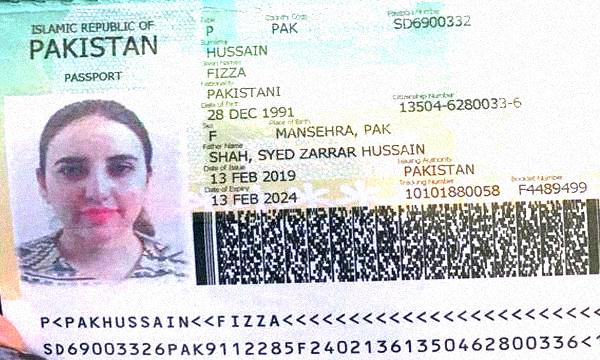 ISLAMIC REPUBLIC OF
PAKISTAN
PASSPORT
Type Country Code Passport Number
P PAK SD6900332
Surname
HUSSAIN
Given Names
FIZZA
Nationality
PAKISTANI
Date of Birth Citizenship Number
28 DEC 1991 13504-6280033-6
Sex Place of Birth
F MANSEHRA, PAK
Father Name
SHAH, SYED ZARRAR HUSSAIN
Date of Issue Issuing Authority
13 FEB 2019 PAKISTAN
Date of Expiry Tracking Number Booklet Number
13 FEB 2024 10101880058 F4489499
P<PAKHUSSAIN<<FIZZA<<<<<<<<<<<<<<<<<<<<<<<<
SD69003326PAK9112285F24021361350462800336<1